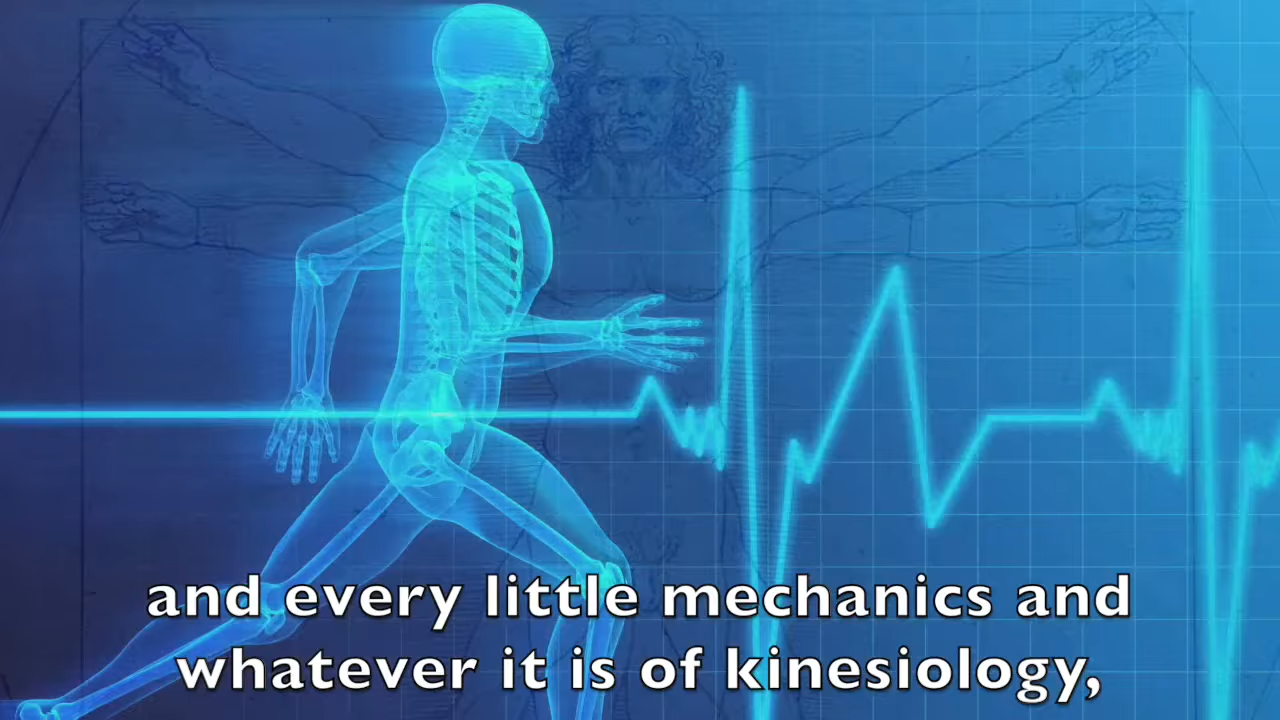 and every little mechanics and
whatever it is of kinesiology,